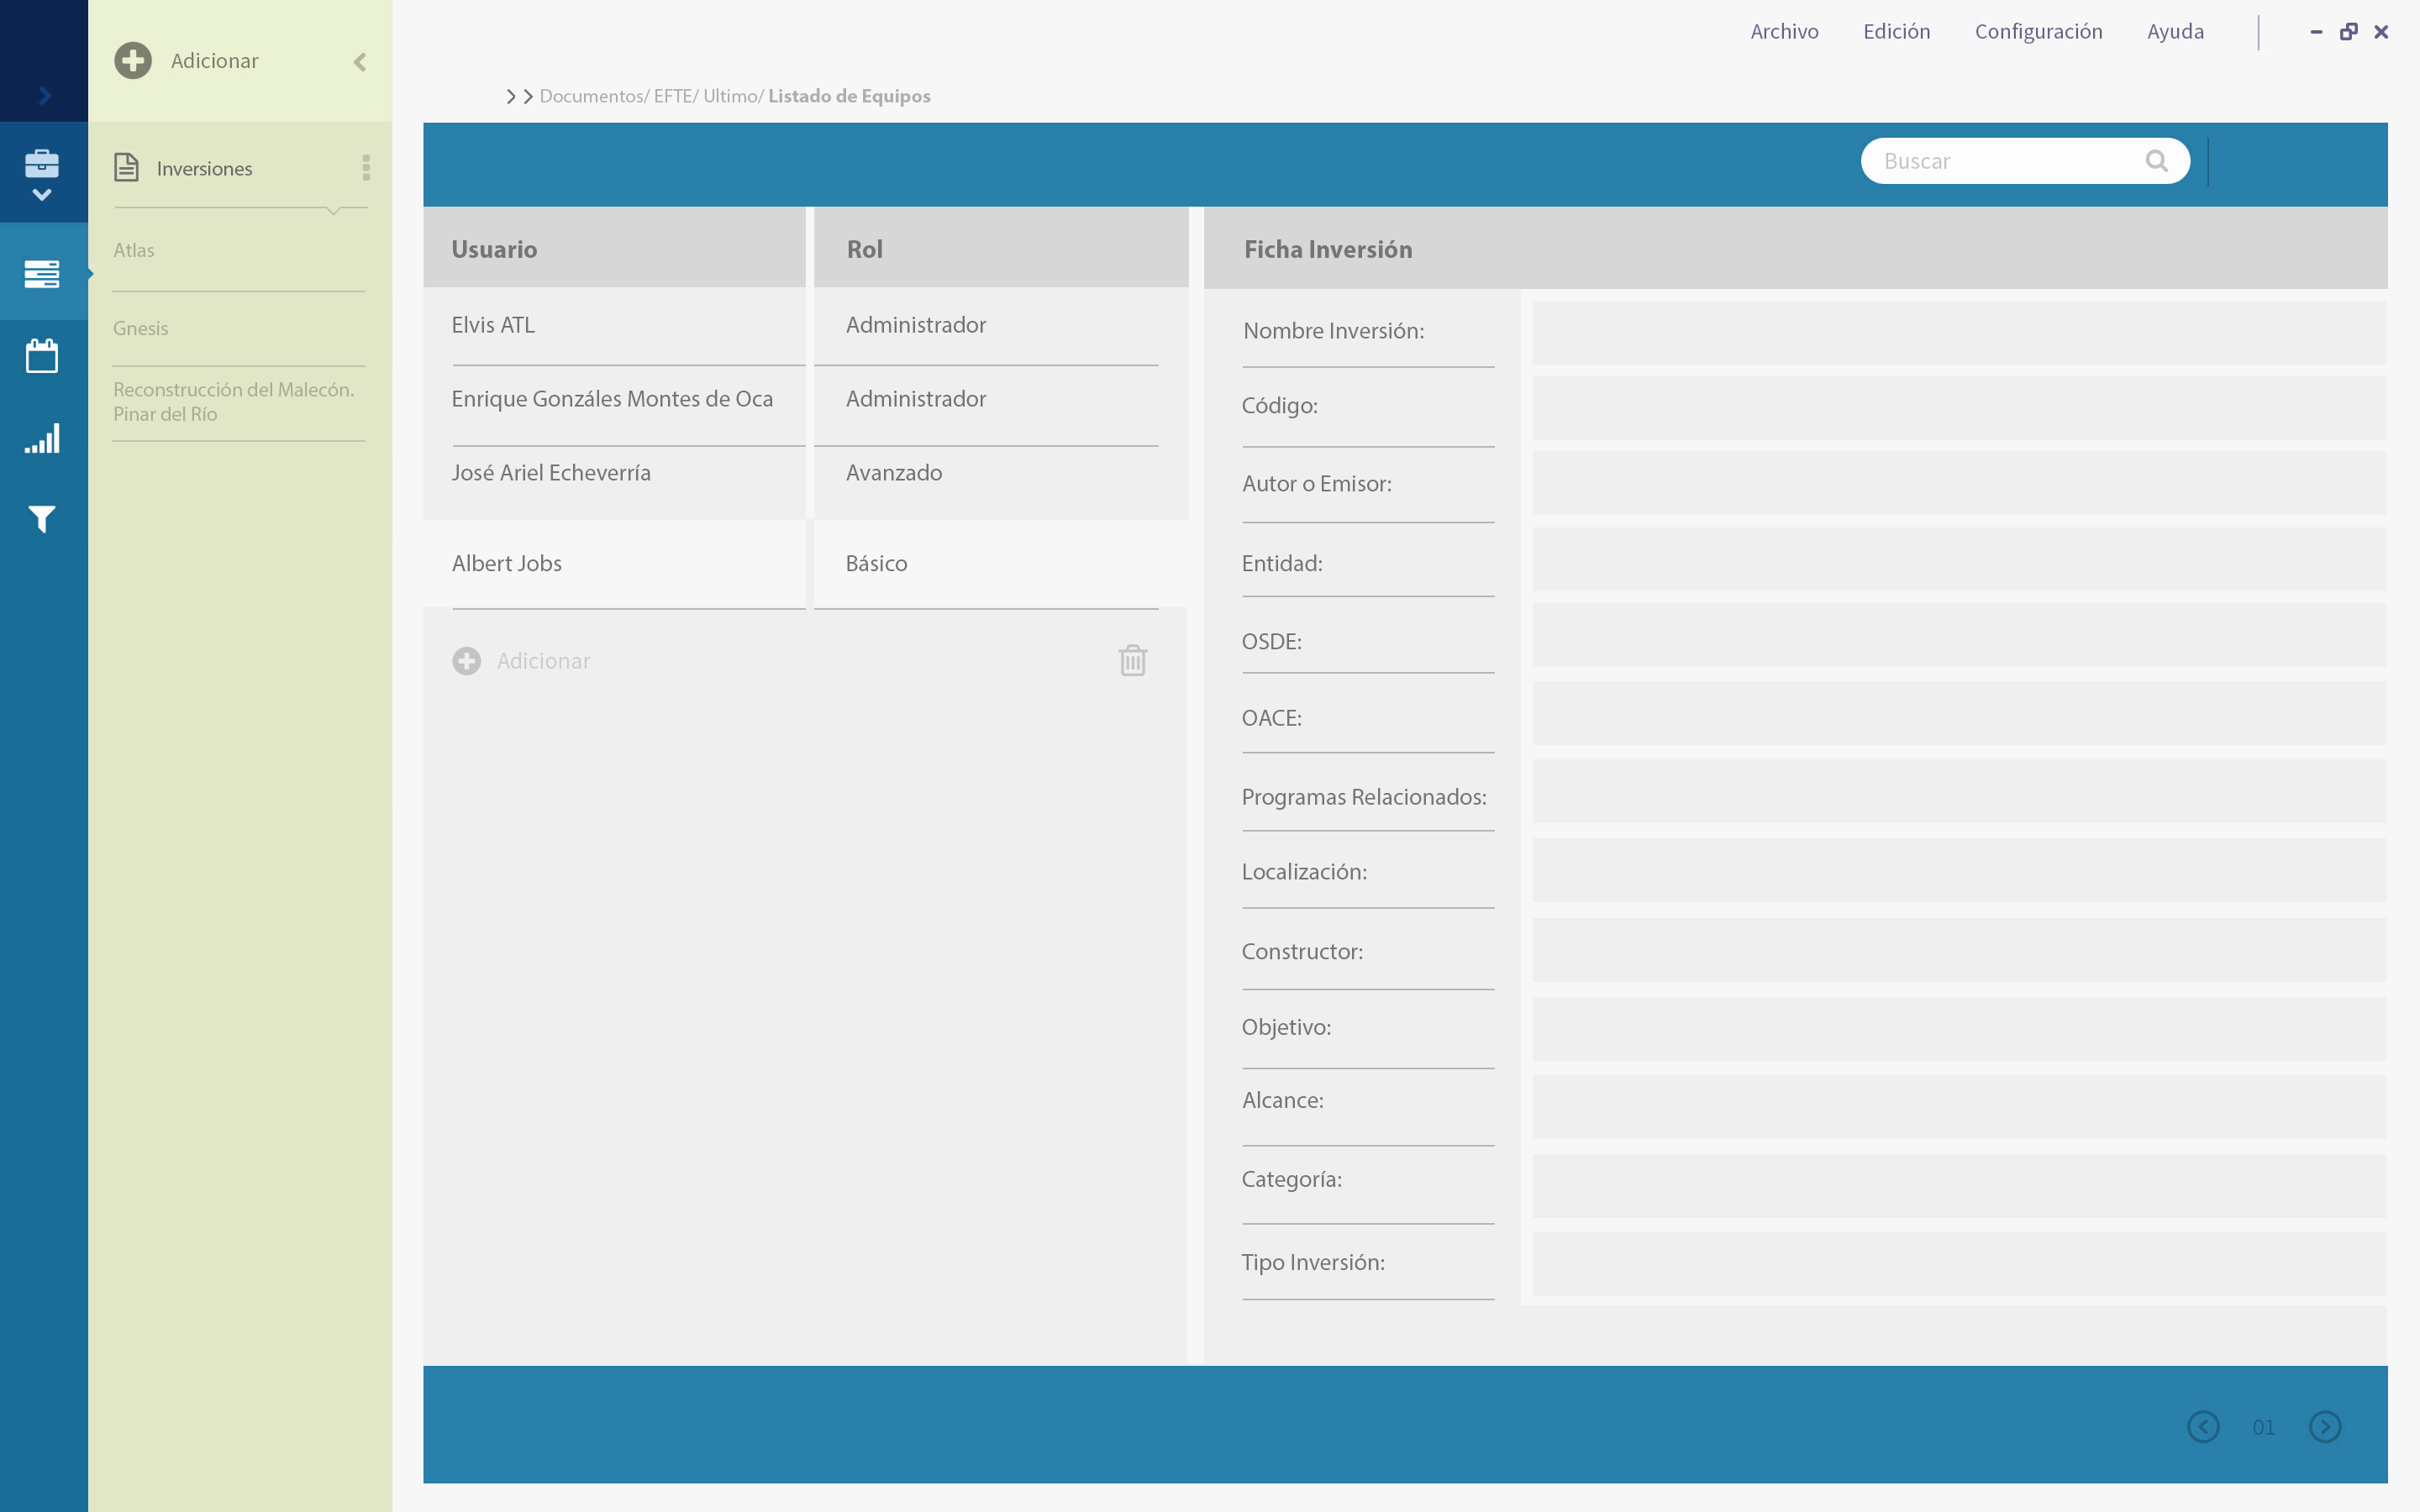 Archivo Edición Configuración Ayuda
Adicionar
Documentos/ EFTE/ Ultimo/ Listado de Equipos
Buscar
Inversiones
Atlas
Gnesis
Reconstrucción del Malecón.
Pinar del Río
Usuario Rol
Elvis ATL Administrador
Enrique Gonzáles Montes de Oca Administrador
José Ariel Echeverría Avanzado
Albert Jobs Básico
Adicionar
Ficha Inversión
Nombre Inversión:
Código:
Autor o Emisor:
Entidad:
OSDE:
OACE:
Programas Relacionados:
Localización:
Constructor:
Objetivo:
Alcance:
Categoría:
Tipo Inversión:
01